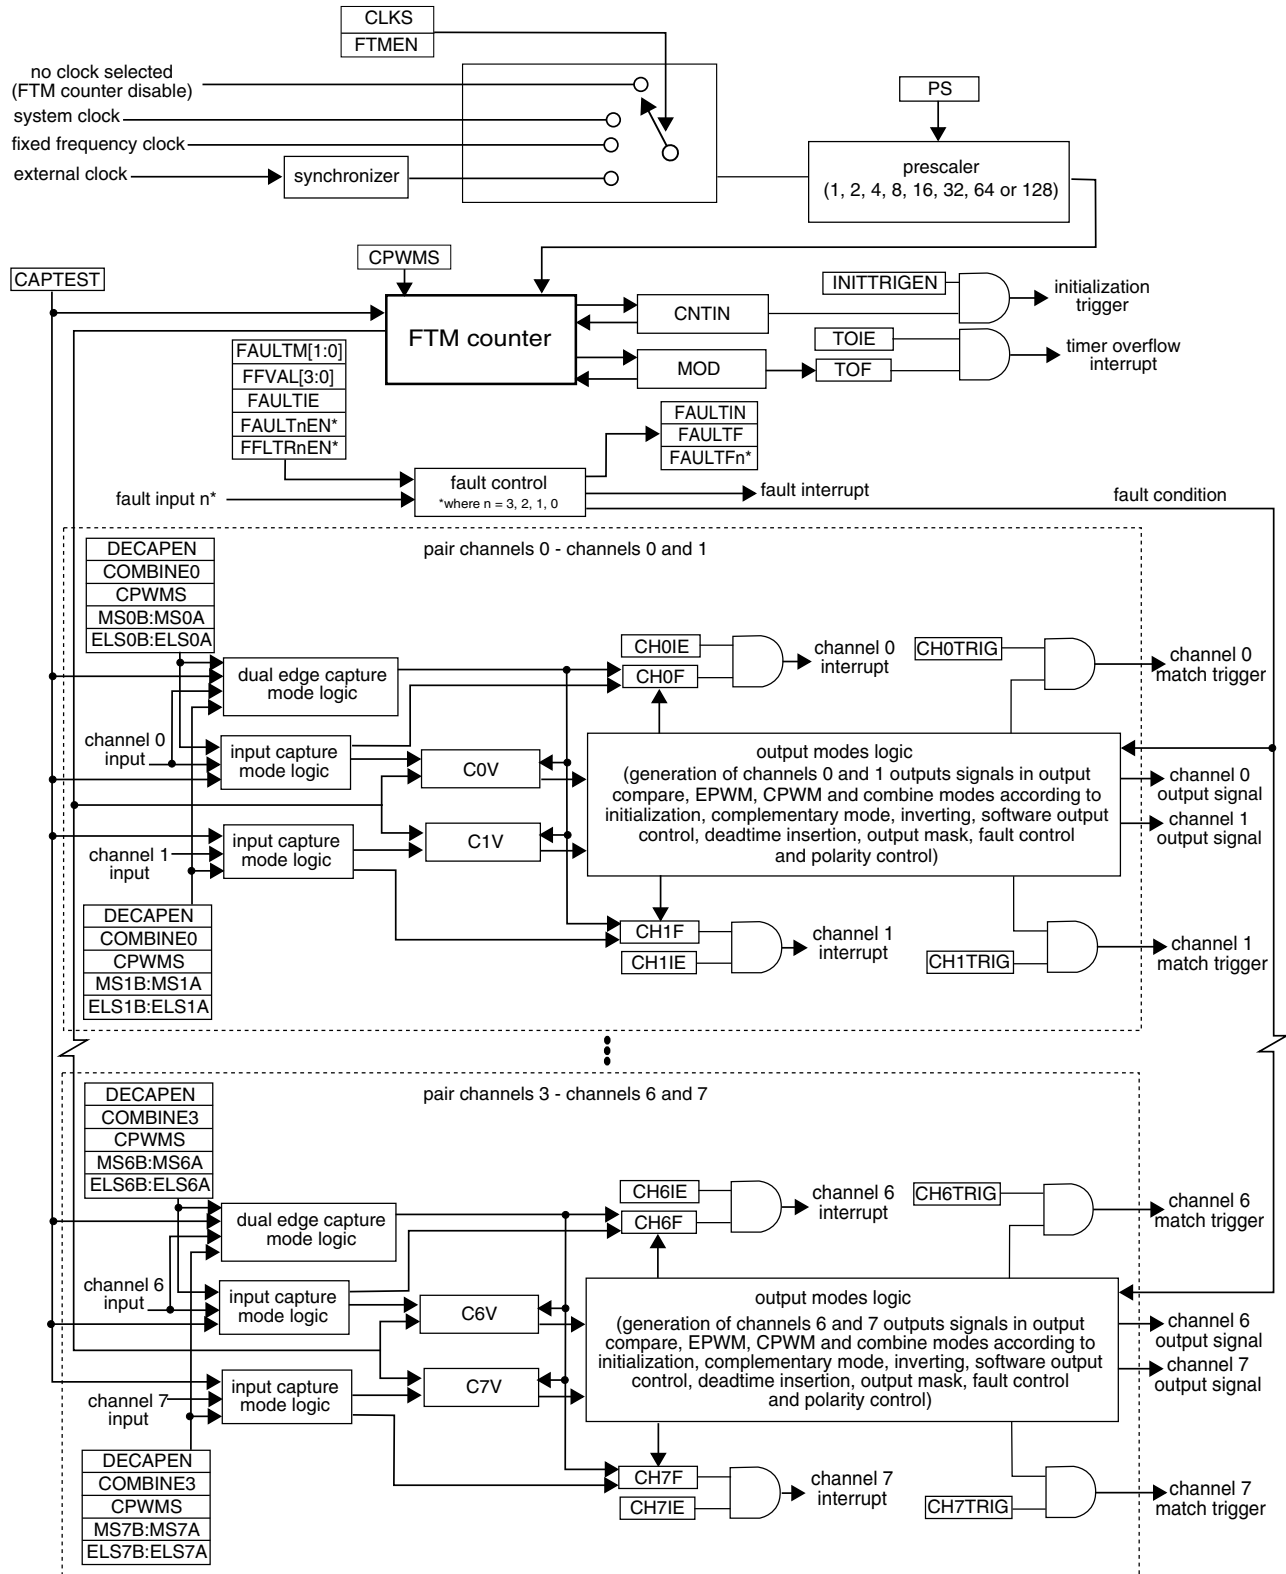 CLKS
FTMEN
no clock selected
(FTM counter disable)
system clock
fixed frequency clock
external clock
synchronizer
PS
prescaler
(1, 2, 4, 8, 16, 32, 64 or 128)
CAPTEST
CPWMS
FTM counter
CNTIN
MOD
INITTRIGEN
initialization
trigger
TOIE
TOF
timer overflow
interrupt
FAULTM[1:0]
FFVAL[3:0]
FAULTIE
FAULTnEN*
FFLTRnEN*
FAULTIN
FAULTF
FAULTFn*
fault input n*
fault control
*where n = 3, 2, 1, 0
fault interrupt
fault condition
pair channels 0 - channels 0 and 1
DECAPEN
COMBINE0
CPWMS
MS0B:MS0A
ELS0B:ELS0A
dual edge capture
mode logic
CH0IE
CH0F
channel 0
interrupt
CH0TRIG
channel 0
match trigger
channel 0
input
input capture
mode logic
C0V
C1V
output modes logic
(generation of channels 0 and 1 outputs signals in output
compare, EPWM, CPWM and combine modes according to
initialization, complementary mode, inverting, software output
control, deadtime insertion, output mask, fault control
and polarity control)
channel 0
output signal
channel 1
output signal
channel 1
input
input capture
mode logic
DECAPEN
COMBINE0
CPWMS
MS1B:MS1A
ELS1B:ELS1A
CH1F
CH1IE
channel 1
interrupt
CH1TRIG
channel 1
match trigger
pair channels 3 - channels 6 and 7
DECAPEN
COMBINE3
CPWMS
MS6B:MS6A
ELS6B:ELS6A
dual edge capture
mode logic
CH6IE
CH6F
channel 6
interrupt
CH6TRIG
channel 6
match trigger
channel 6
input
input capture
mode logic
C6V
C7V
output modes logic
(generation of channels 6 and 7 outputs signals in output
compare, EPWM, CPWM and combine modes according to
initialization, complementary mode, inverting, software output
control, deadtime insertion, output mask, fault control
and polarity control)
channel 6
output signal
channel 7
output signal
channel 7
input
input capture
mode logic
DECAPEN
COMBINE3
CPWMS
MS7B:MS7A
ELS7B:ELS7A
CH7F
CH7IE
channel 7
interrupt
CH7TRIG
channel 7
match trigger